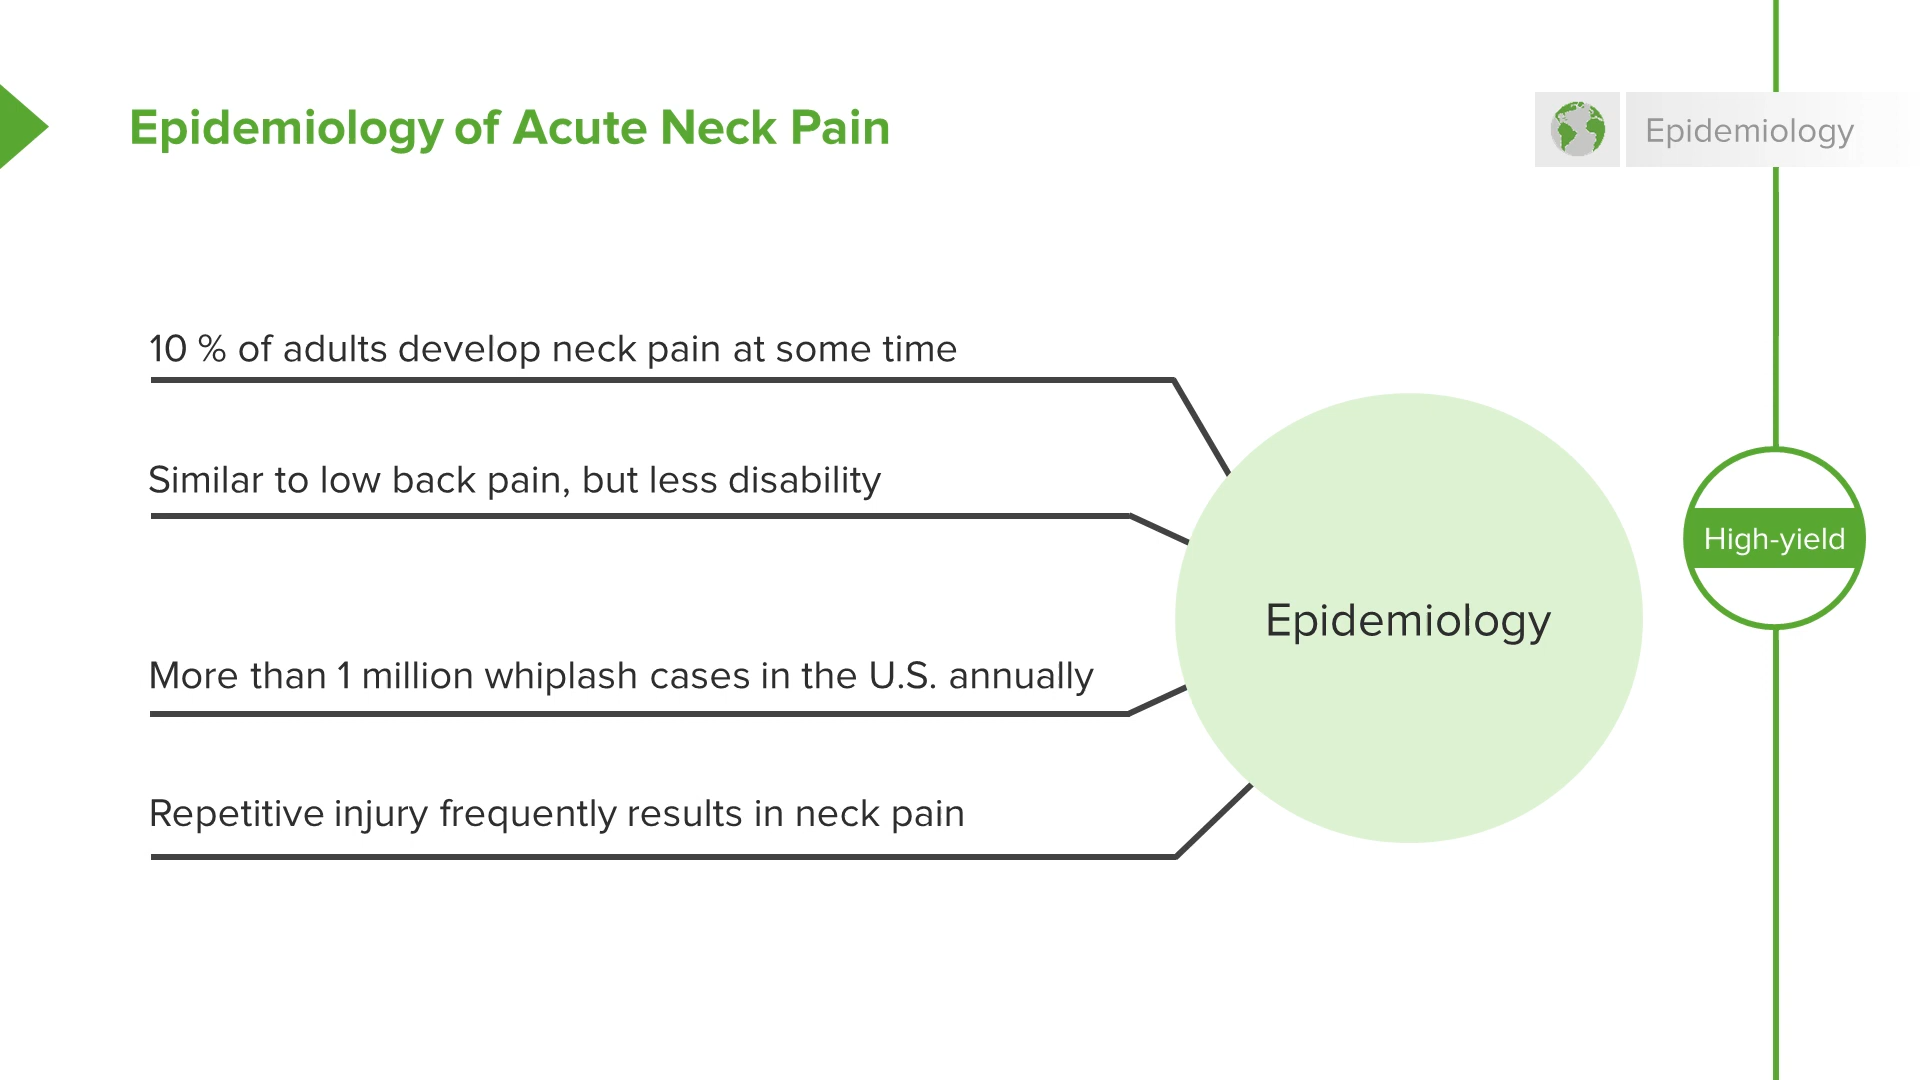 Epidemiology of Acute Neck Pain
Epidemiology
10 % of adults develop neck pain at some time
Similar to low back pain, but less disability
More than 1 million whiplash cases in the U.S. annually
Repetitive injury frequently results in neck pain
Epidemiology
High-yield